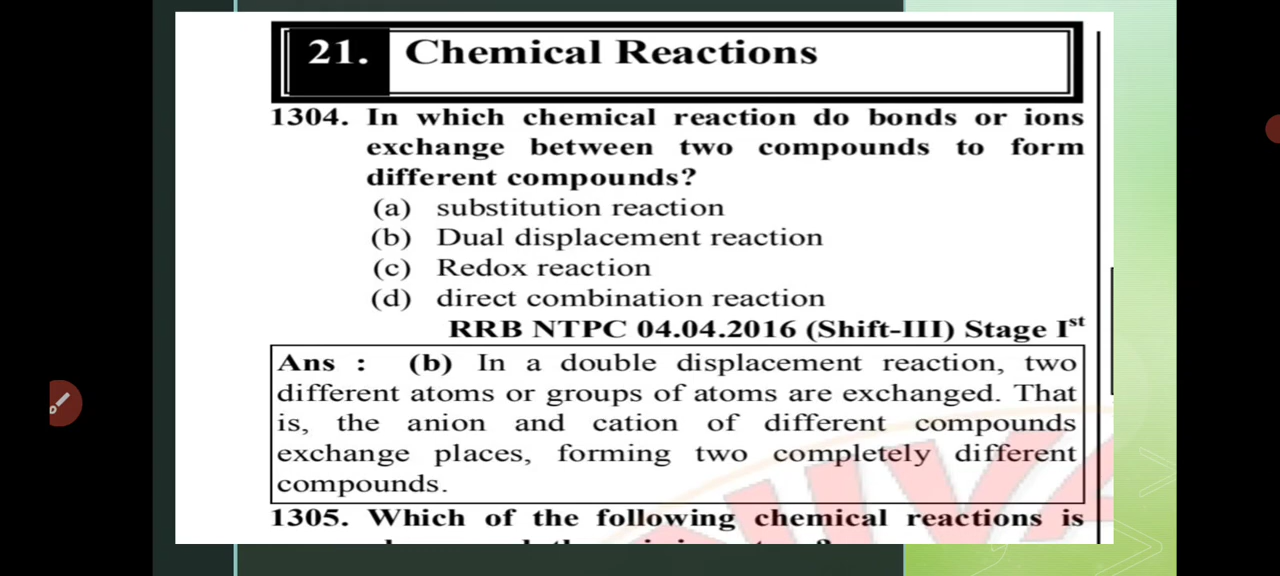 21. Chemical Reactions
1304. In which chemical reaction do bonds or ions
exchange between two compounds to form
different compounds?
(a) substitution reaction
(b) Dual displacement reaction
(c) Redox reaction
(d) direct combination reaction
RRB NTPC 04.04.2016 (Shift-III) Stage Ist
Ans : (b) In a double displacement reaction, two
different atoms or groups of atoms are exchanged. That
is, the anion and cation of different compounds
exchange places, forming two completely different
compounds.
1305. Which of the following chemical reactions is